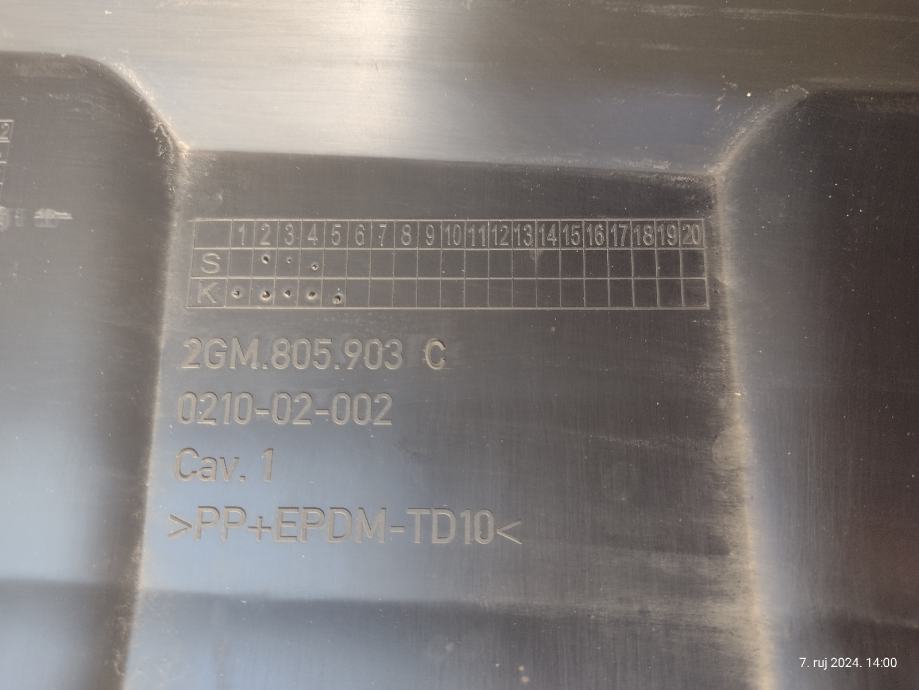 2
1 2 3 4 5 6 7 8 9 10 11 12 13 14 15 16 17 18 19 20
S
K
2GM.805.903 C
0210-02-002
Cav. 1
>PP+EPDM-TD10<
7. ruj 2024. 14:00